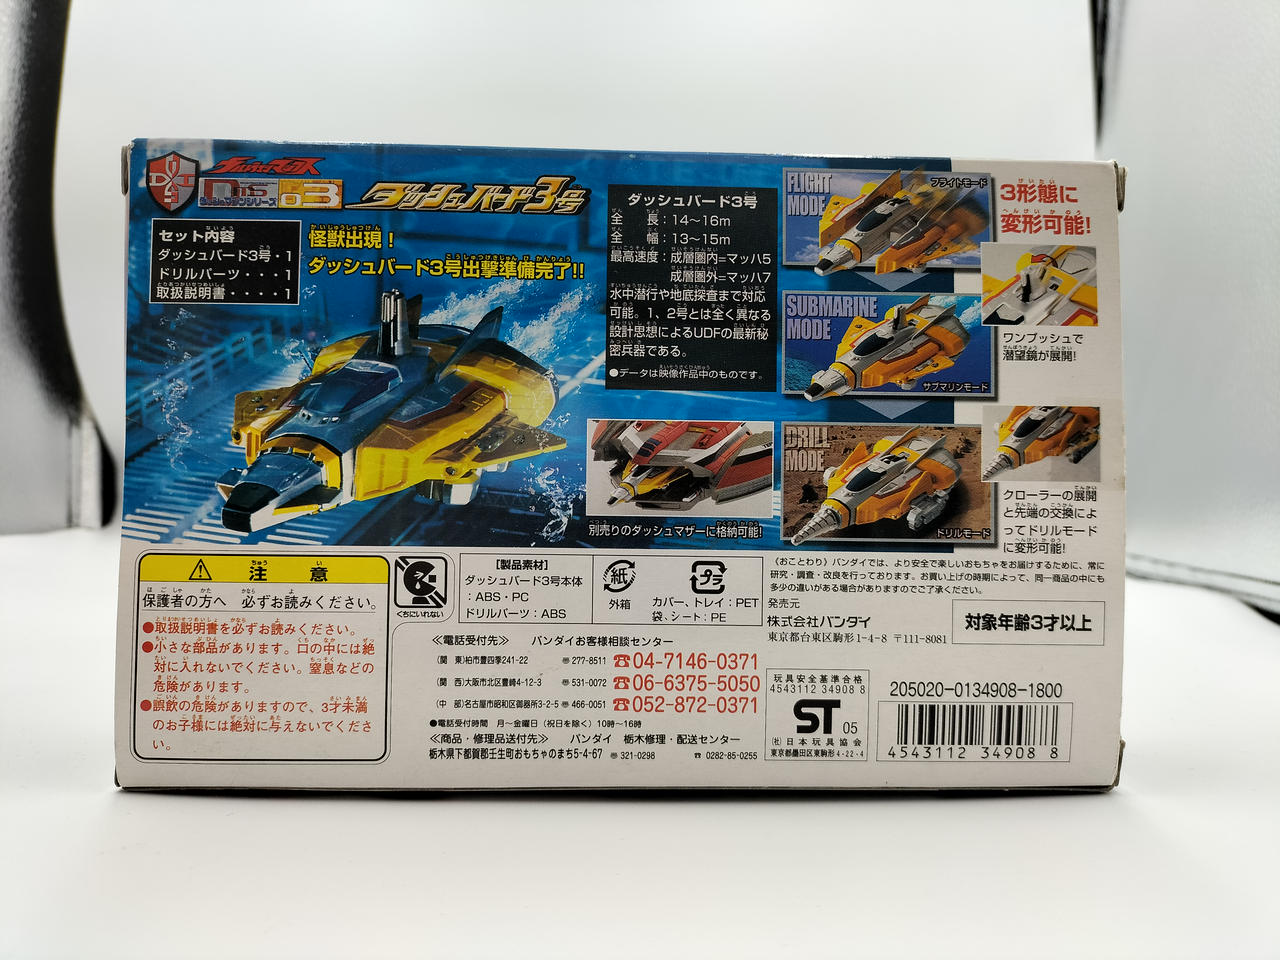 DUTS
ウルトラマンマックス
DMS 03
ダッシュマシンシリーズ
ダッシュバード3号
セット内容
ダッシュバード3号・1
ドリルパーツ・・・1
取扱説明書・・・・1
怪獣出現！
ダッシュバード3号出撃準備完了!!
ダッシュバード3号
全　長：14〜16m
全　幅：13〜15m
最高速度：成層圏内=マッハ5
成層圏外=マッハ7
水中潜行や地底探査まで対応
可能。1、2号とは全く異なる
設計思想によるUDFの最新秘
密兵器である。
●データは映像作品中のものです。
別売りのダッシュマザーに格納可能!
FLIGHT
MODE
フライトモード
SUBMARINE
MODE
サブマリンモード
DRILL
MODE
ドリルモード
3形態に
変形可能!
ワンプッシュで
潜望鏡が展開!
クローラーの展開
と先端の交換によ
ってドリルモード
に変形可能!
注意
保護者の方へ　必ずお読みください。
●取扱説明書を必ずお読みください。
●小さな部品があります。口の中には絶
対に入れないでください。窒息などの
危険があります。
●誤飲の危険がありますので、3才未満
のお子様には絶対に与えないでくださ
い。
くちにいれない
【製品素材】
ダッシュバード3号本体
：ABS・PC
ドリルパーツ：ABS
紙
外箱
プラ
カバー、トレイ：PET
袋、シート：PE
《おことわり》バンダイでは、より安全で楽しいおもちゃをお届けするために、常に
研究・調査・改良を行っております。お買い上げの時期によって、同一商品の中にも
多少の違いがある場合がありますのでご了承ください。
発売元
株式会社バンダイ
東京都台東区駒形1-4-8 〒111-8081
対象年齢3才以上
≪電話受付先≫　バンダイお客様相談センター
(関　東)柏市豊四季241-22　〒277-8511　☎04-7146-0371
(関　西)大阪市北区豊崎4-12-3　〒531-0072　☎06-6375-5050
(中　部)名古屋市昭和区御器所3-2-5　〒466-0051　☎052-872-0371
●電話受付時間　月〜金曜日（祝日を除く）10時〜16時
≪商品・修理品送付先≫　バンダイ　栃木修理・配送センター
栃木県下都賀郡壬生町おもちゃのまち5-4-67　〒321-0298　☎0282-85-0255
玩具安全基準合格
4543112 34908 8
ST 05
(社)日本玩具協会
東京都墨田区東駒形4-22-4
205020-0134908-1800
4543112 34908 8